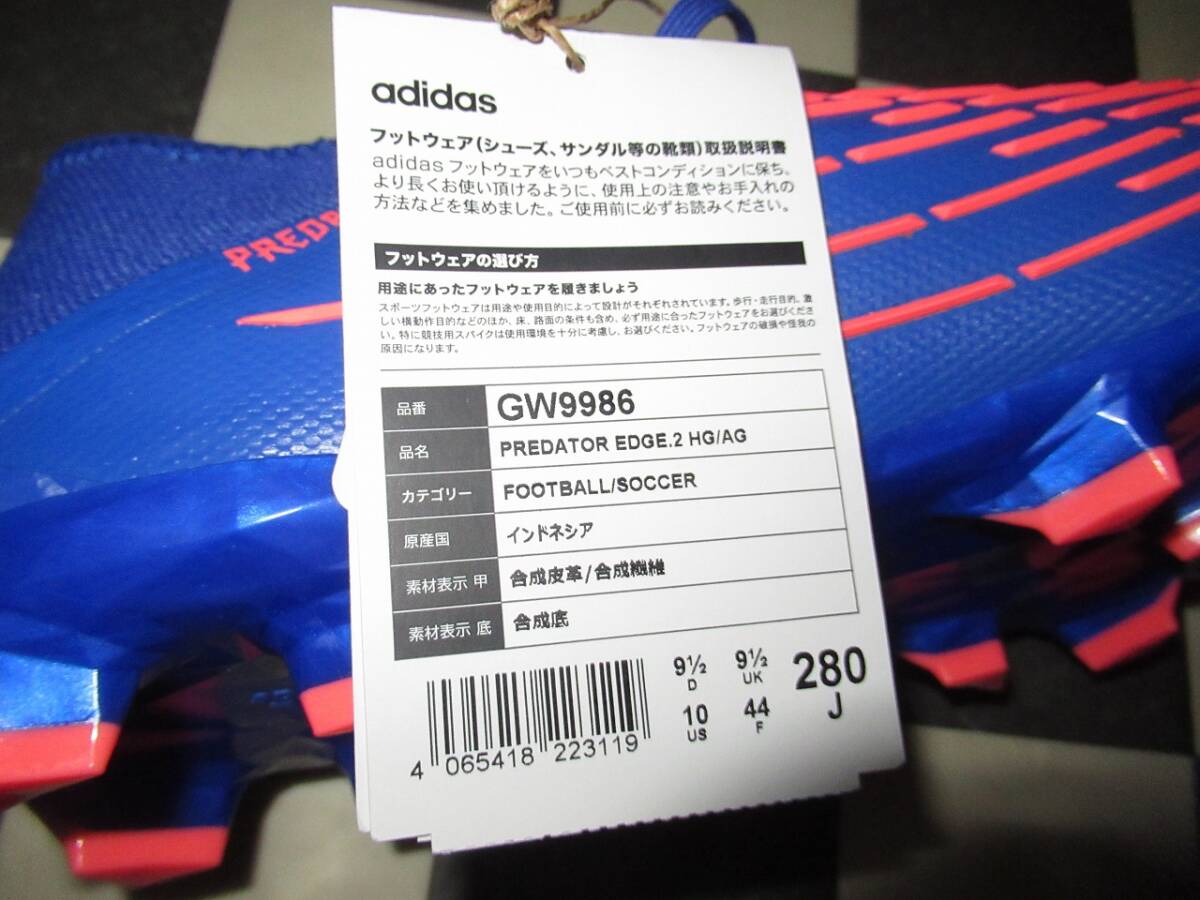 adidas
フットウェア(シューズ、サンダル等の靴類)取扱説明書
adidas フットウェアをいつもベストコンディションに保ち、
より長くお使い頂けるように、使用上の注意やお手入れの
方法などを集めました。ご使用前に必ずお読みください。
PREDA
フットウェアの選び方
用途にあったフットウェアを履きましょう
スポーツフットウェアは用途や使用目的によって設計がそれぞれされています。歩行・走行目的、激
しい横動作目的などのほか、床、路面の条件も含め、必ず用途に合ったフットウェアをお選びくださ
い。特に競技用スパイクは使用環境を十分に考慮し、お選びください。フットウェアの破損や怪我の
原因になります。
品番 GW9986
品名 PREDATOR EDGE.2 HG/AG
カテゴリー FOOTBALL/SOCCER
原産国 インドネシア
素材表示 甲 合成皮革/合成繊維
素材表示 底 合成底
9½ D 9½ UK 280 J
10 US 44 F
4 065418 223119